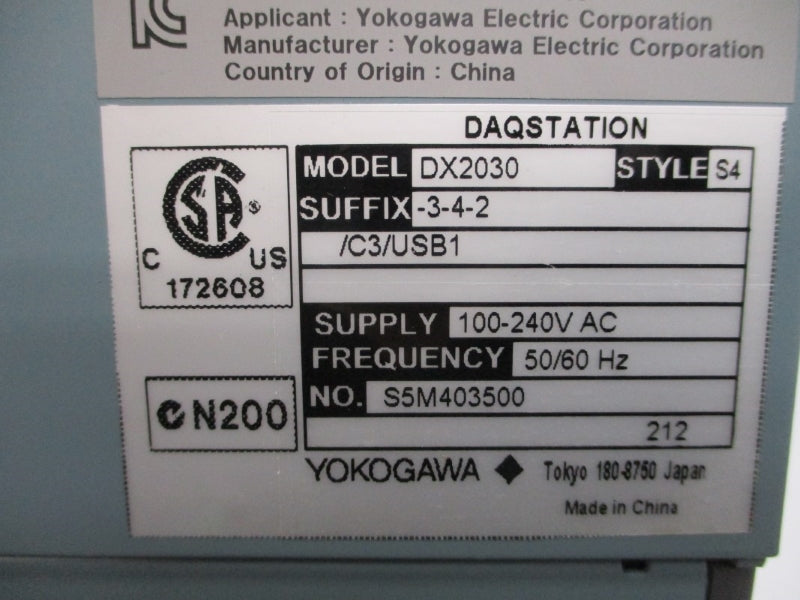 Applicant : Yokogawa Electric Corporation
Manufacturer : Yokogawa Electric Corporation
Country of Origin : China
DAQSTATION
MODEL DX2030 STYLE S4
SUFFIX -3-4-2
/C3/USB1
SA ®
C US
172608
SUPPLY 100-240V AC
FREQUENCY 50/60 Hz
NO. S5M403500
N200
212
YOKOGAWA ◆ Tokyo 180-8750 Japan
Made in China